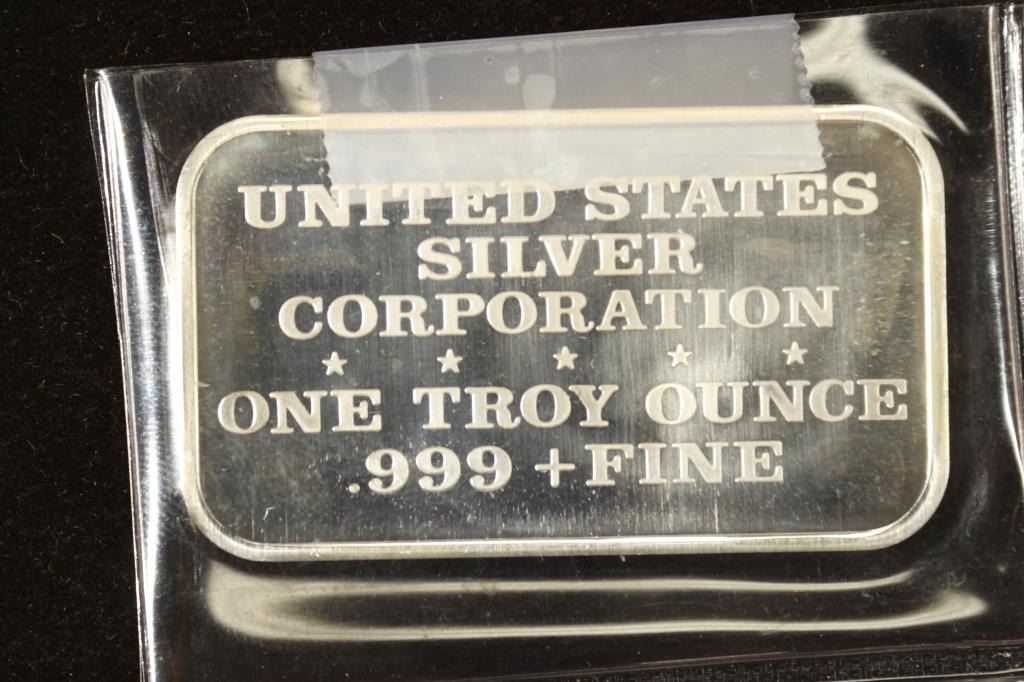 UNITED STATES
SILVER
CORPORATION
★ ★ ★ ★ ★
ONE TROY OUNCE
.999+FINE